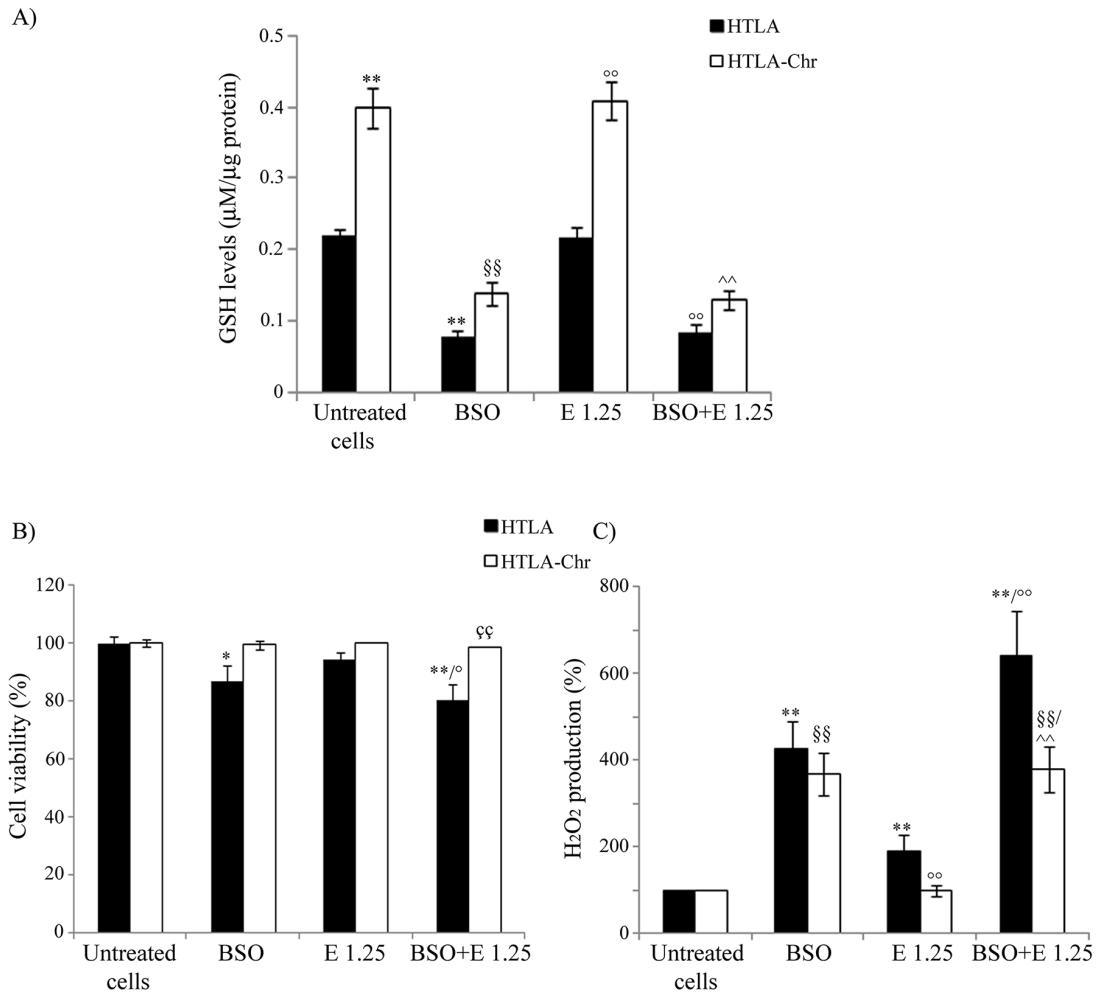 A)
HTLA
HTLA-Chr
GSH levels (µM/µg protein)
0.5
0.4
0.3
0.2
0.1
0
**
**
§§
°°
°°
^^
Untreated
cells
BSO
E 1.25
BSO+E 1.25
B)
HTLA
HTLA-Chr
Cell viability (%)
120
100
80
60
40
20
0
*
**/°
çç
Untreated
cells
BSO
E 1.25
BSO+E 1.25
C)
H2O2 production (%)
800
600
400
200
0
**
§§
**
°°
**/°°
§§/
^^
Untreated
cells
BSO
E 1.25
BSO+E 1.25